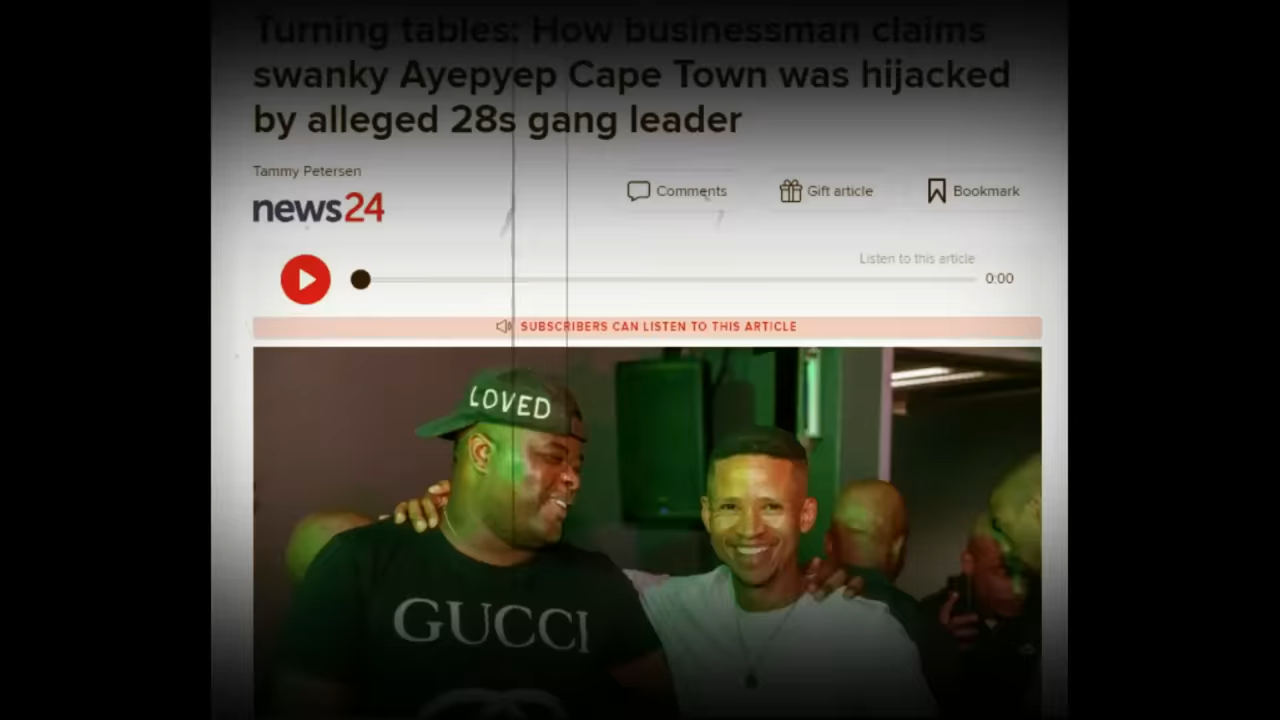 Turning tables: How businessman claims
swanky Ayepyep Cape Town was hijacked
by alleged 28s gang leader
Tammy Petersen
news24
Comments
Gift article
Bookmark
Listen to this article
0:00
SUBSCRIBERS CAN LISTEN TO THIS ARTICLE
LOVED
GUCCI